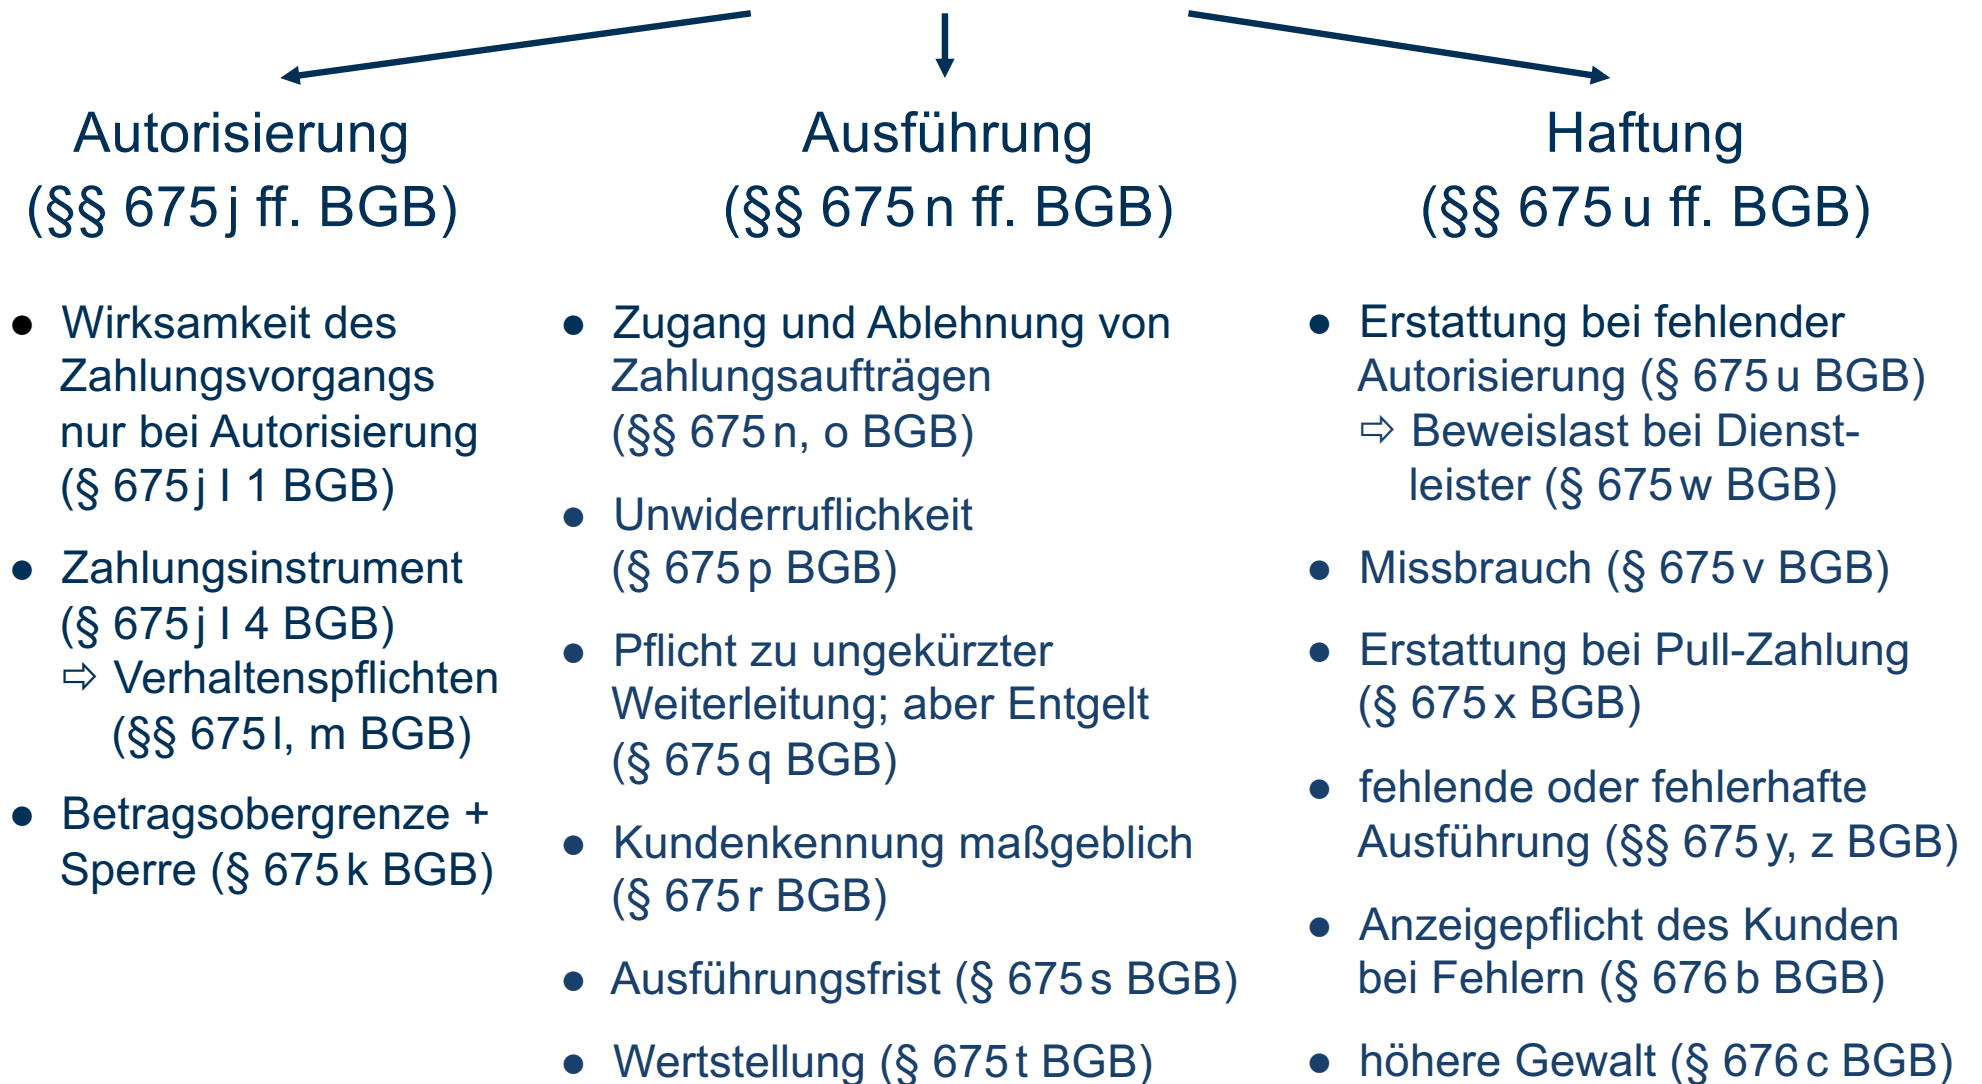 Autorisierung
(§§ 675 j ff. BGB)
● Wirksamkeit des
Zahlungsvorgangs
nur bei Autorisierung
(§ 675 j I 1 BGB)
● Zahlungsinstrument
(§ 675 j I 4 BGB)
⇨ Verhaltenspflichten
(§§ 675 l, m BGB)
● Betragsobergrenze +
Sperre (§ 675 k BGB)
Ausführung
(§§ 675 n ff. BGB)
● Zugang und Ablehnung von
Zahlungsaufträgen
(§§ 675 n, o BGB)
● Unwiderruflichkeit
(§ 675 p BGB)
● Pflicht zu ungekürzter
Weiterleitung; aber Entgelt
(§ 675 q BGB)
● Kundenkennung maßgeblich
(§ 675 r BGB)
● Ausführungsfrist (§ 675 s BGB)
● Wertstellung (§ 675 t BGB)
Haftung
(§§ 675 u ff. BGB)
● Erstattung bei fehlender
Autorisierung (§ 675 u BGB)
⇨ Beweislast bei Dienst-
leister (§ 675 w BGB)
● Missbrauch (§ 675 v BGB)
● Erstattung bei Pull-Zahlung
(§ 675 x BGB)
● fehlende oder fehlerhafte
Ausführung (§§ 675 y, z BGB)
● Anzeigepflicht des Kunden
bei Fehlern (§ 676 b BGB)
● höhere Gewalt (§ 676 c BGB)